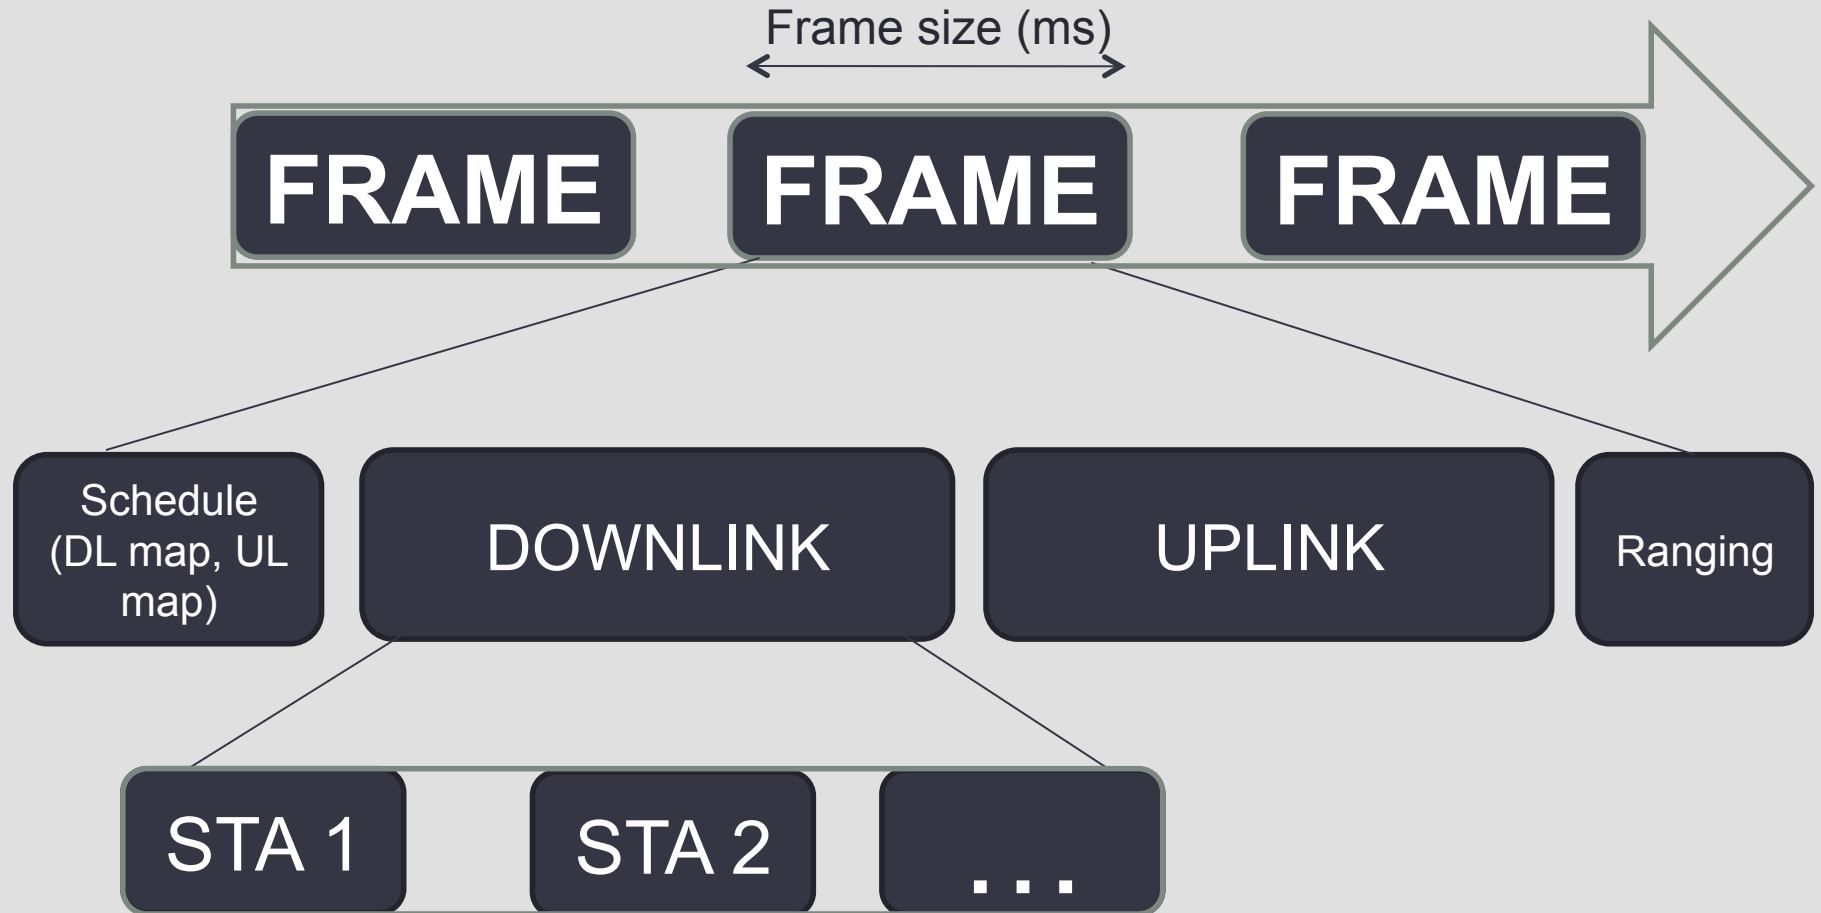 Frame size (ms)
FRAME FRAME FRAME
Schedule
(DL map, UL
map)
DOWNLINK
UPLINK
Ranging
STA 1
STA 2
...